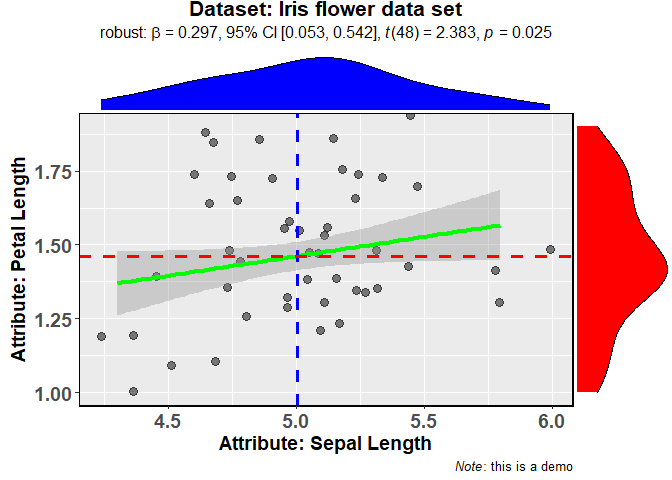 Dataset: Iris flower data set
robust: β = 0.297, 95% CI [0.053, 0.542], t(48) = 2.383, p = 0.025
Attribute: Petal Length
1.75
1.50
1.25
1.00
4.5 5.0 5.5 6.0
Attribute: Sepal Length
Note: this is a demo